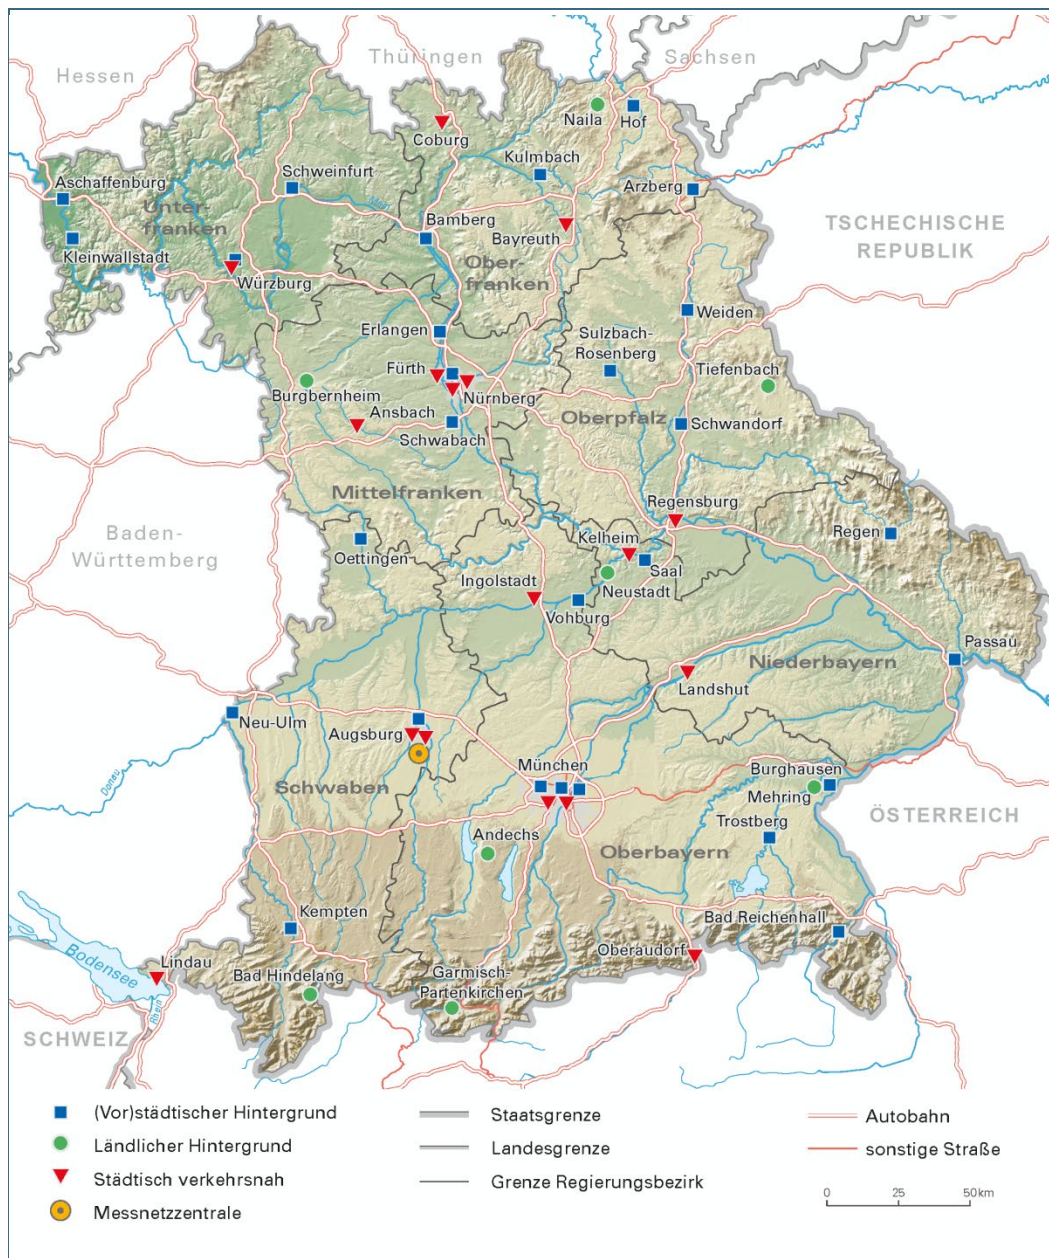 Hessen
Thüringen
Sachsen
Naila
Hof
Coburg
Kulmbach
Schweinfurt
Aschaffenburg
Arzberg
Unter-
franken
Main
Bamberg
Bayreuth
TSCHECHISCHE
REPUBLIK
Kleinwallstadt
Ober-
franken
Würzburg
Weiden
Erlangen
Sulzbach-
Rosenberg
Fürth
Tiefenbach
Burgbernheim
Nürnberg
Ansbach
Oberpfalz
Schwabach
Schwandorf
Mittelfranken
Regensburg
Baden-
Württemberg
Regen
Kelheim
Oettingen
Saal
Ingolstadt
Neustadt
Vohburg
Passau
Niederbayern
Landshut
Neu-Ulm
Augsburg
Donau
München
Burghausen
Schwaben
Mehring
ÖSTERREICH
Trostberg
Andechs
Oberbayern
Kempten
Bad Reichenhall
Oberaudorf
Bodensee
Lindau
Bad Hindelang
Garmisch-
Partenkirchen
Rhein
SCHWEIZ
(Vor)städtischer Hintergrund
Ländlicher Hintergrund
Städtisch verkehrsnah
Messnetzzentrale
Staatsgrenze
Landesgrenze
Grenze Regierungsbezirk
Autobahn
sonstige Straße
0 25 50 km